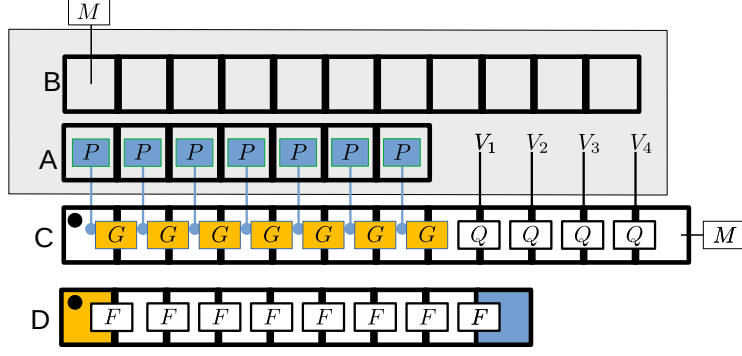 M
B
A P P P P P P P V1 V2 V3 V4
C G G G G G G G Q Q Q Q M
D F F F F F F F F